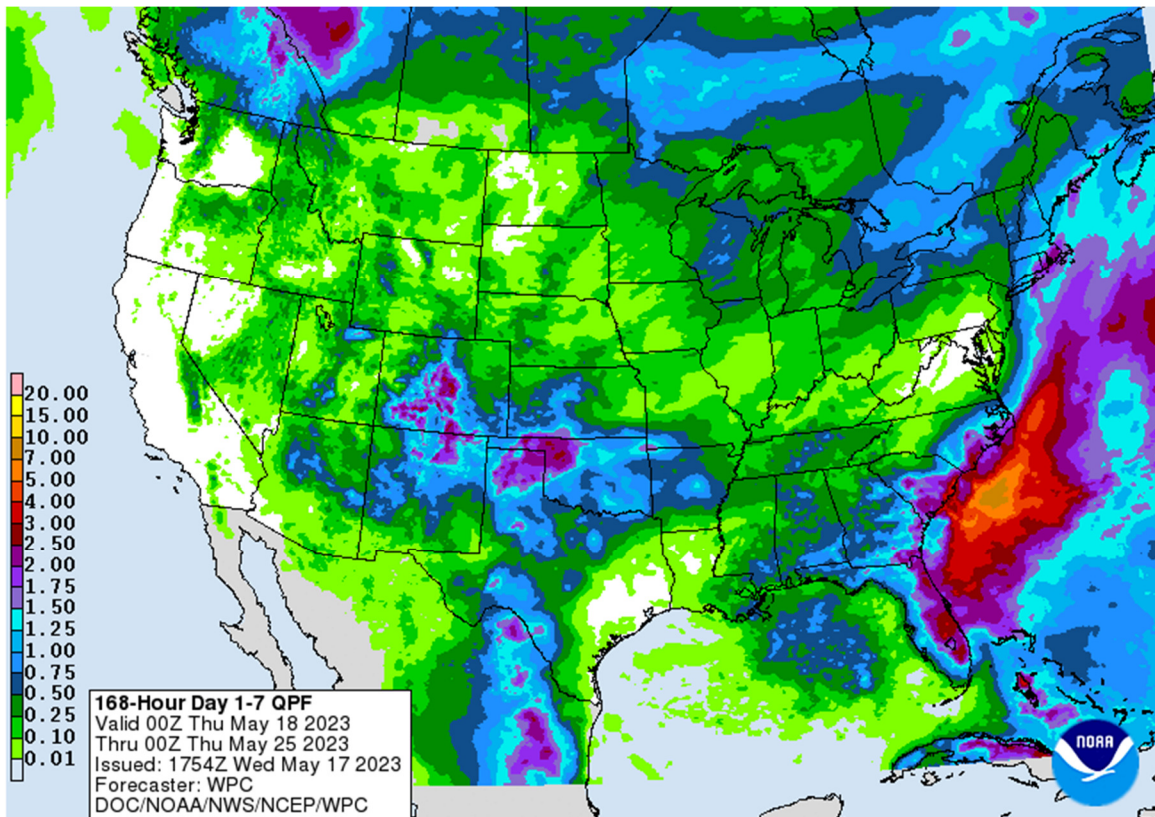 20.00
15.00
10.00
7.00
5.00
4.00
3.00
2.50
2.00
1.75
1.50
1.25
1.00
0.75
0.50
0.25
0.10
0.01
168-Hour Day 1-7 QPF
Valid 00Z Thu May 18 2023
Thru 00Z Thu May 25 2023
Issued: 1754Z Wed May 17 2023
Forecaster: WPC
DOC/NOAA/NWS/NCEP/WPC
NOAA